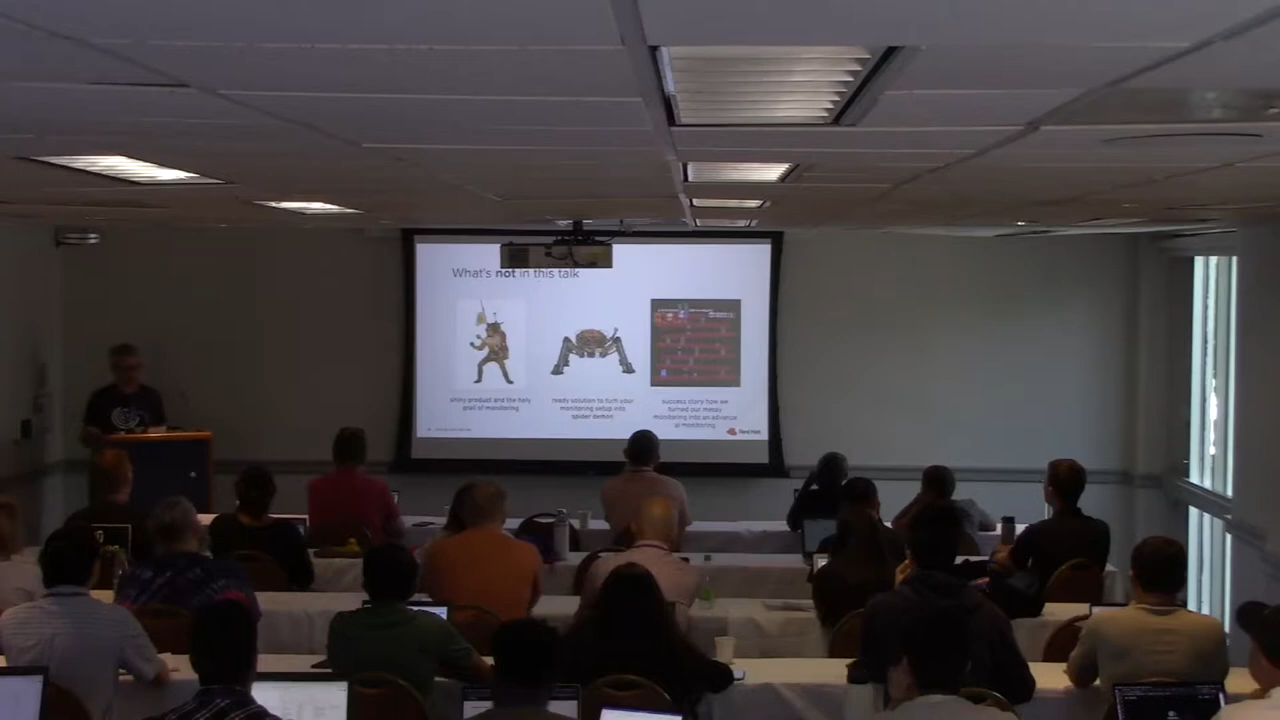 What's not in this talk
shiny product and the holy
grail of monitoring
ready solution to turn your
monitoring setup into
spider demon
success story how we
turned our messy
monitoring into an advance
ai monitoring
Red Hat